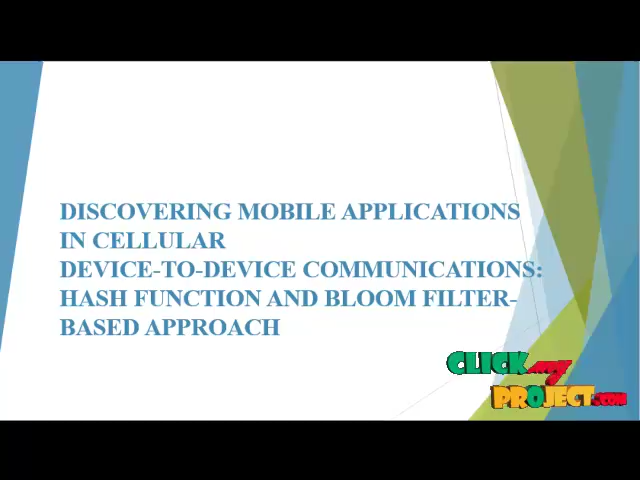 DISCOVERING MOBILE APPLICATIONS
IN CELLULAR
DEVICE-TO-DEVICE COMMUNICATIONS:
HASH FUNCTION AND BLOOM FILTER-
BASED APPROACH
CLICK MY
PROJECT.COM